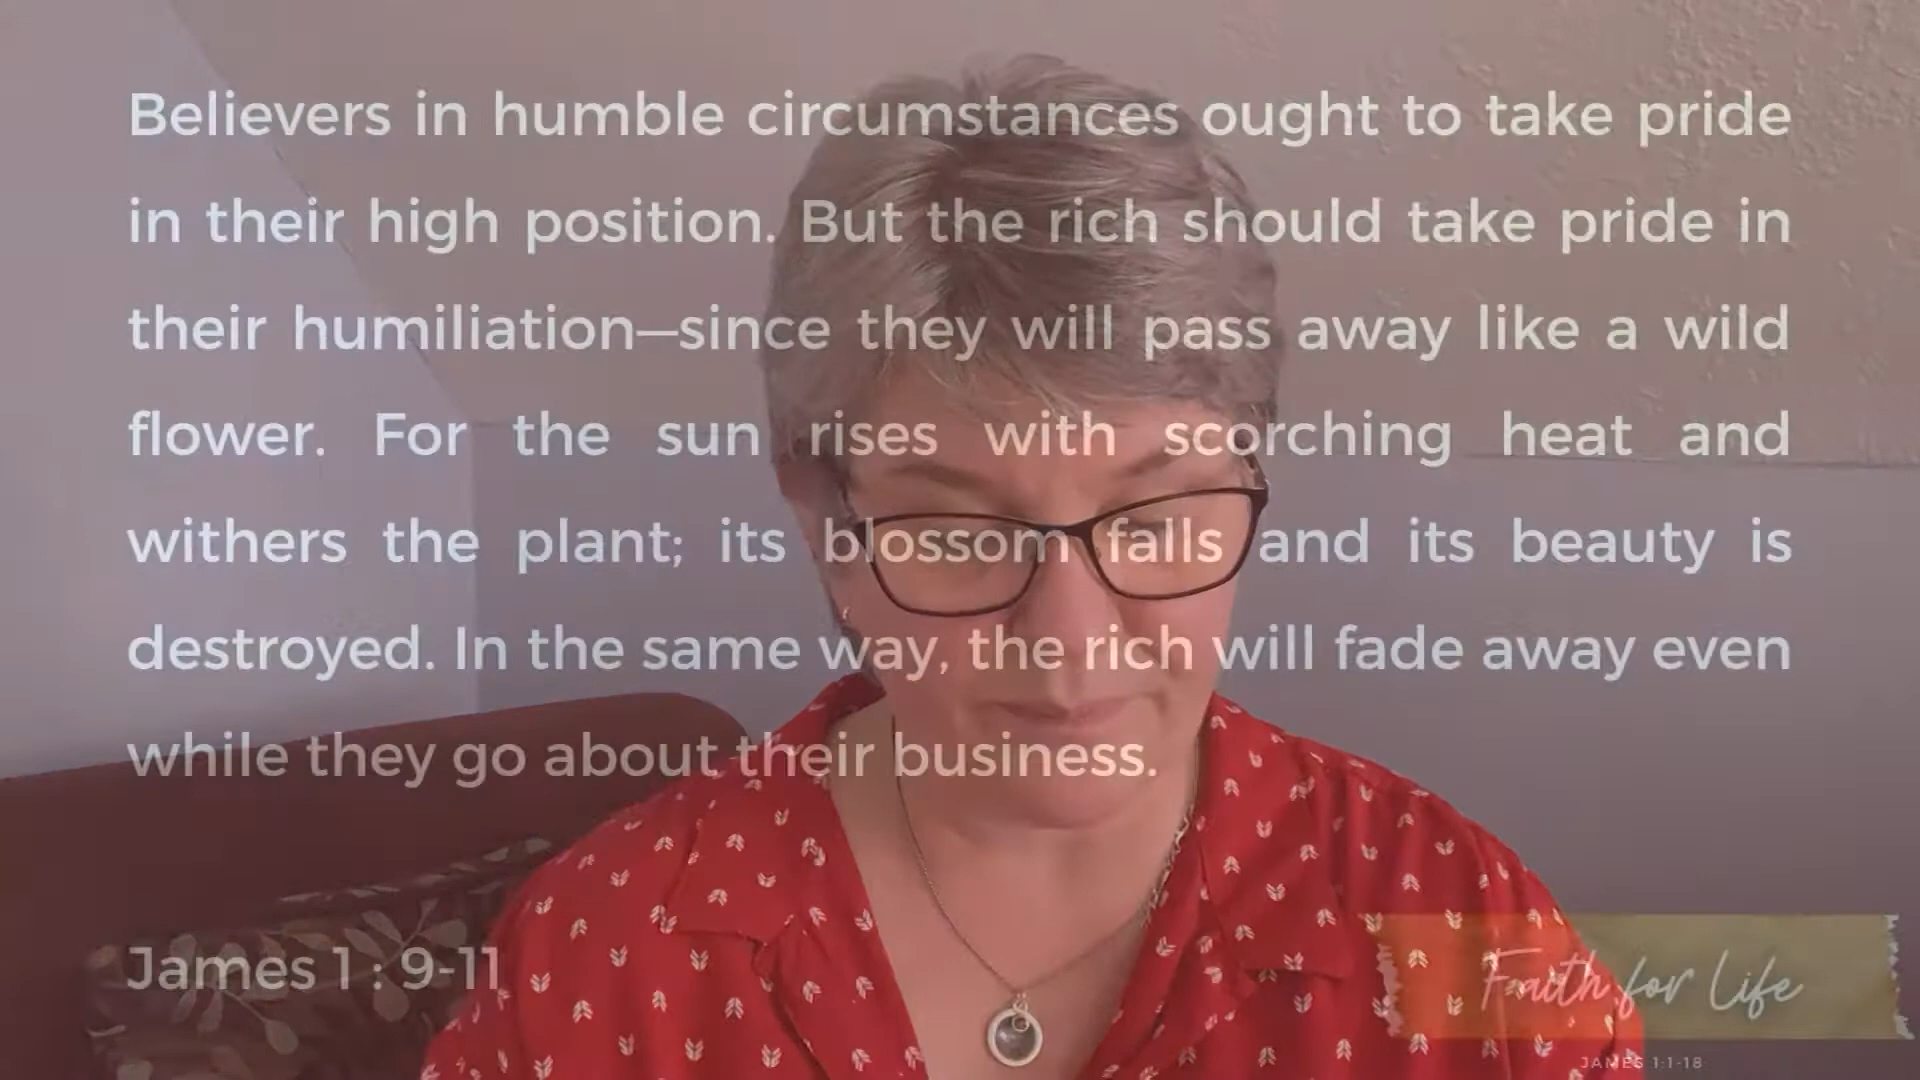 Believers in humble circumstances ought to take pride
in their high position. But the rich should take pride in
their humiliation—since they will pass away like a wild
flower. For the sun rises with scorching heat and
withers the plant; its blossom falls and its beauty is
destroyed. In the same way, the rich will fade away even
while they go about their business.
James 1 : 9-11
Faith for Life
JAMES 1:1-18